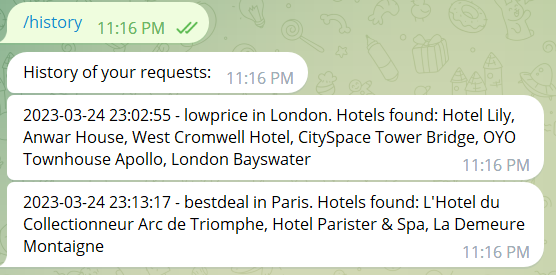 /history 11:16 PM
History of your requests: 11:16 PM
2023-03-24 23:02:55 - lowprice in London. Hotels found: Hotel Lily,
Anwar House, West Cromwell Hotel, CitySpace Tower Bridge, OYO
Townhouse Apollo, London Bayswater
11:16 PM
2023-03-24 23:13:17 - bestdeal in Paris. Hotels found: L'Hotel du
Collectionneur Arc de Triomphe, Hotel Parister & Spa, La Demeure
Montaigne
11:16 PM